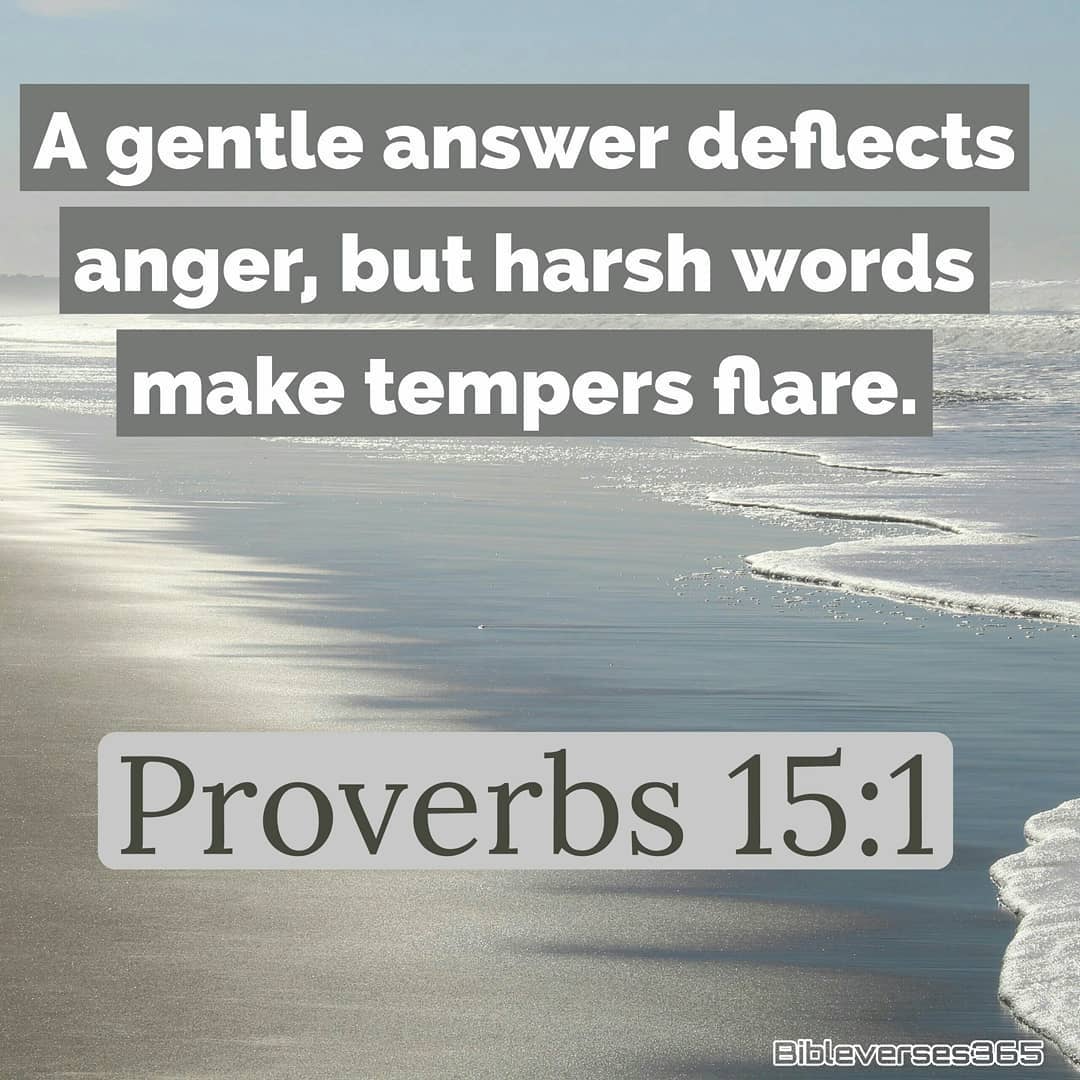 A gentle answer deflects
anger, but harsh words
make tempers flare.
Proverbs 15:1
Bibleverses365